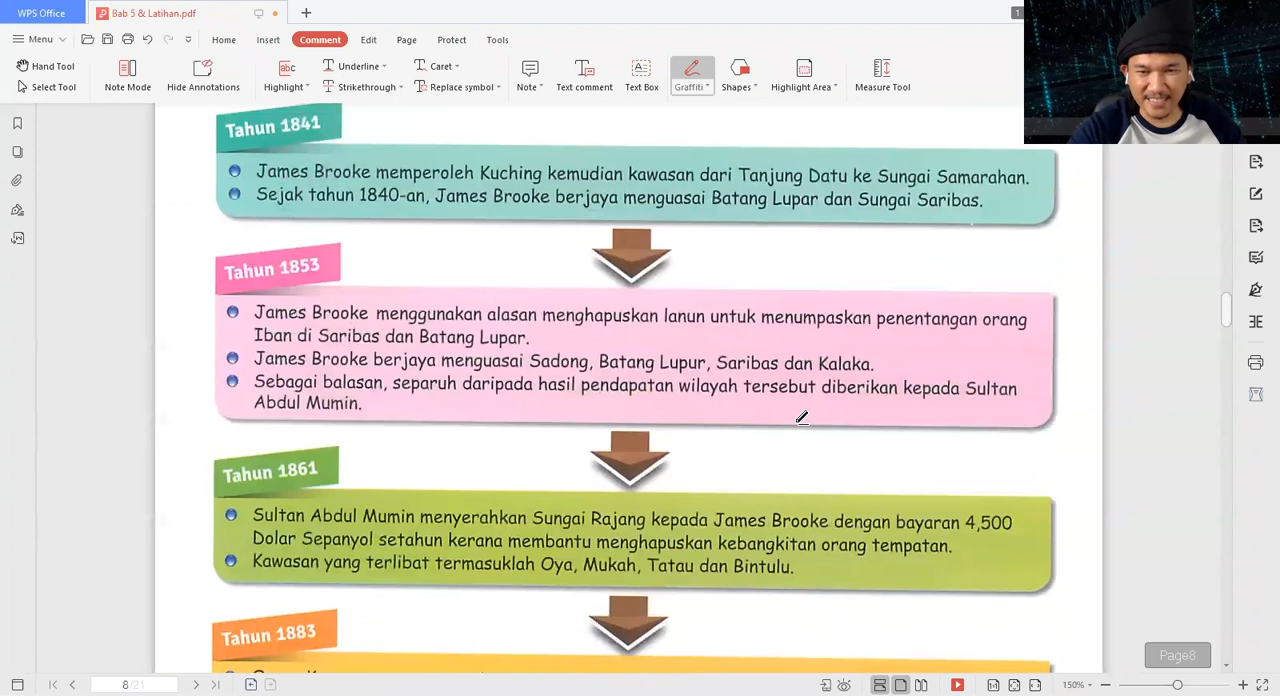 WPS Office
Bab 5 & Latihan.pdf
1
Menu
Home
Insert
Comment
Edit
Page
Protect
Tools
Hand Tool
Select Tool
Note Mode
Hide Annotations
abc
Highlight
Underline
Strikethrough
Caret
Replace symbol
Note
Text comment
Text Box
Graffiti
Shapes
Highlight Area
Measure Tool
Tahun 1841
James Brooke memperoleh Kuching kemudian kawasan dari Tanjung Datu ke Sungai Samarahan.
Sejak tahun 1840-an, James Brooke berjaya menguasai Batang Lupar dan Sungai Saribas.
Tahun 1853
James Brooke menggunakan alasan menghapuskan lanun untuk menumpaskan penentangan orang
Iban di Saribas dan Batang Lupar.
James Brooke berjaya menguasai Sadong, Batang Lupur, Saribas dan Kalaka.
Sebagai balasan, separuh daripada hasil pendapatan wilayah tersebut diberikan kepada Sultan
Abdul Mumin.
Tahun 1861
Sultan Abdul Mumin menyerahkan Sungai Rajang kepada James Brooke dengan bayaran 4,500
Dolar Sepanyol setahun kerana membantu menghapuskan kebangkitan orang tempatan.
Kawasan yang terlibat termasuklah Oya, Mukah, Tatau dan Bintulu.
Tahun 1883
Page8
8/21
150%